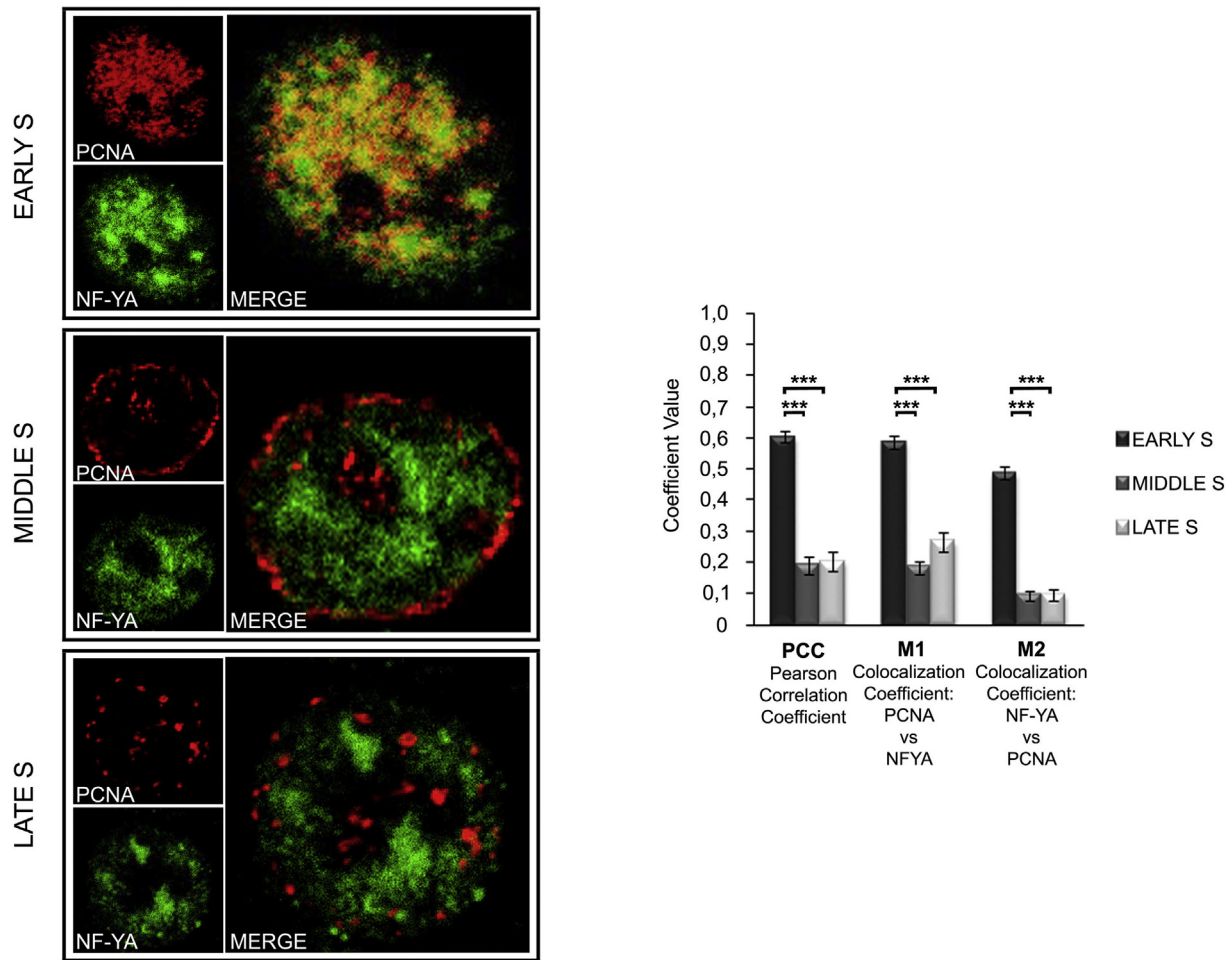 EARLY S
PCNA
NF-YA
MERGE
MIDDLE S
PCNA
NF-YA
MERGE
LATE S
PCNA
NF-YA
MERGE
Coefficient Value
1,0
0,9
0,8
0,7
0,6
0,5
0,4
0,3
0,2
0,1
0
***
***
***
***
***
***
PCC
Pearson
Correlation
Coefficient
M1
Colocalization
Coefficient:
PCNA
vs
NFYA
M2
Colocalization
Coefficient:
NF-YA
vs
PCNA
EARLY S
MIDDLE S
LATE S